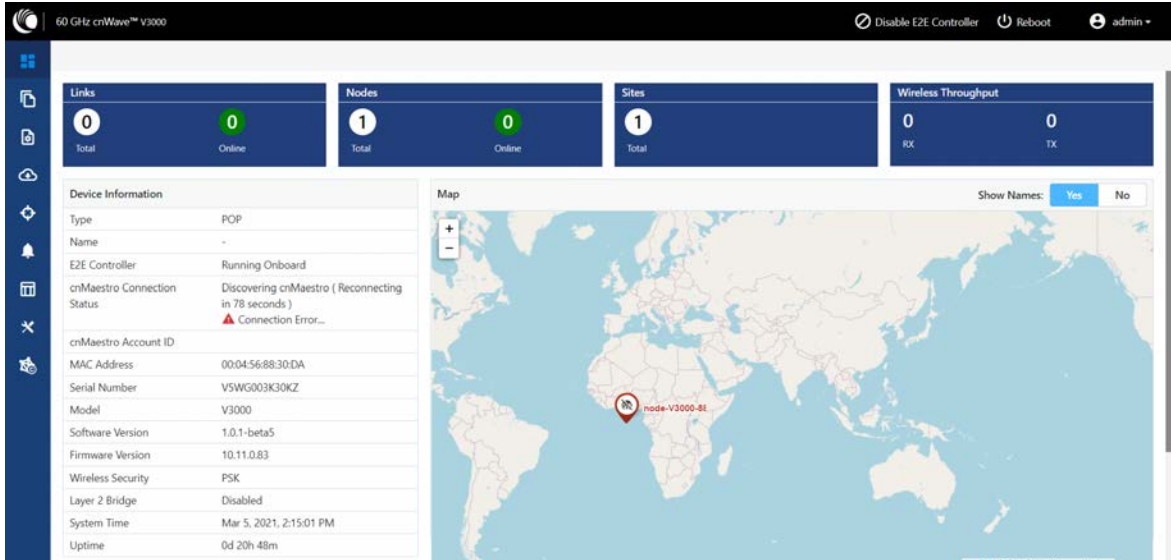 60 GHz cnWave™ V3000
Disable E2E Controller
Reboot
admin
Links
0
Total
0
Online
Nodes
1
Total
0
Online
Sites
1
Total
Wireless Throughput
0
RX
0
TX
Device Information
Type POP
Name -
E2E Controller Running Onboard
cnMaestro Connection Status Discovering cnMaestro ( Reconnecting
in 78 seconds )
Connection Error...
cnMaestro Account ID
MAC Address 00:04:56:88:30:DA
Serial Number V5WG003K30KZ
Model V3000
Software Version 1.0.1-beta5
Firmware Version 10.11.0.83
Wireless Security PSK
Layer 2 Bridge Disabled
System Time Mar 5, 2021, 2:15:01 PM
Uptime 0d 20h 48m
Map
Show Names: Yes No
+
−